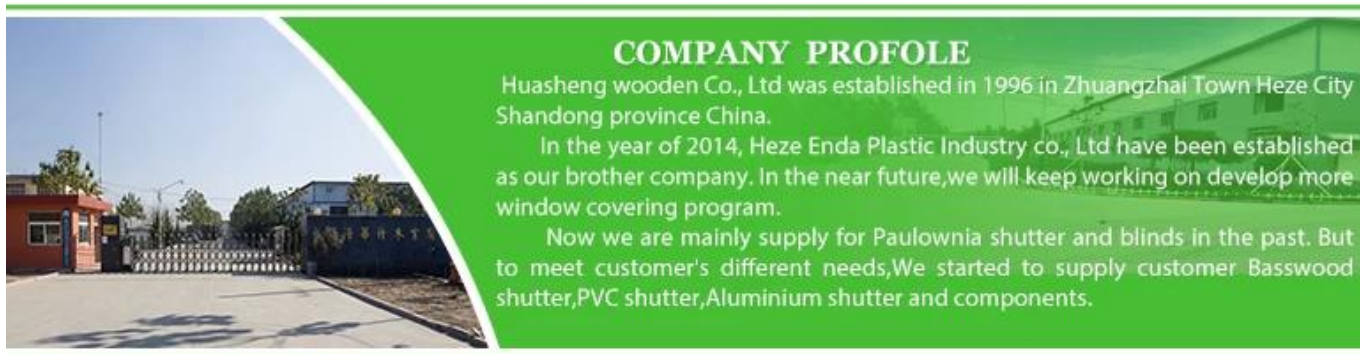 COMPANY PROFOLE
Huasheng wooden Co., Ltd was established in 1996 in Zhuangzhai Town Heze City
Shandong province China.
In the year of 2014, Heze Enda Plastic Industry co., Ltd have been established
as our brother company. In the near future,we will keep working on develop more
window covering program.
Now we are mainly supply for Paulownia shutter and blinds in the past. But
to meet customer's different needs,We started to supply customer Basswood
shutter,PVC shutter,Aluminium shutter and components.